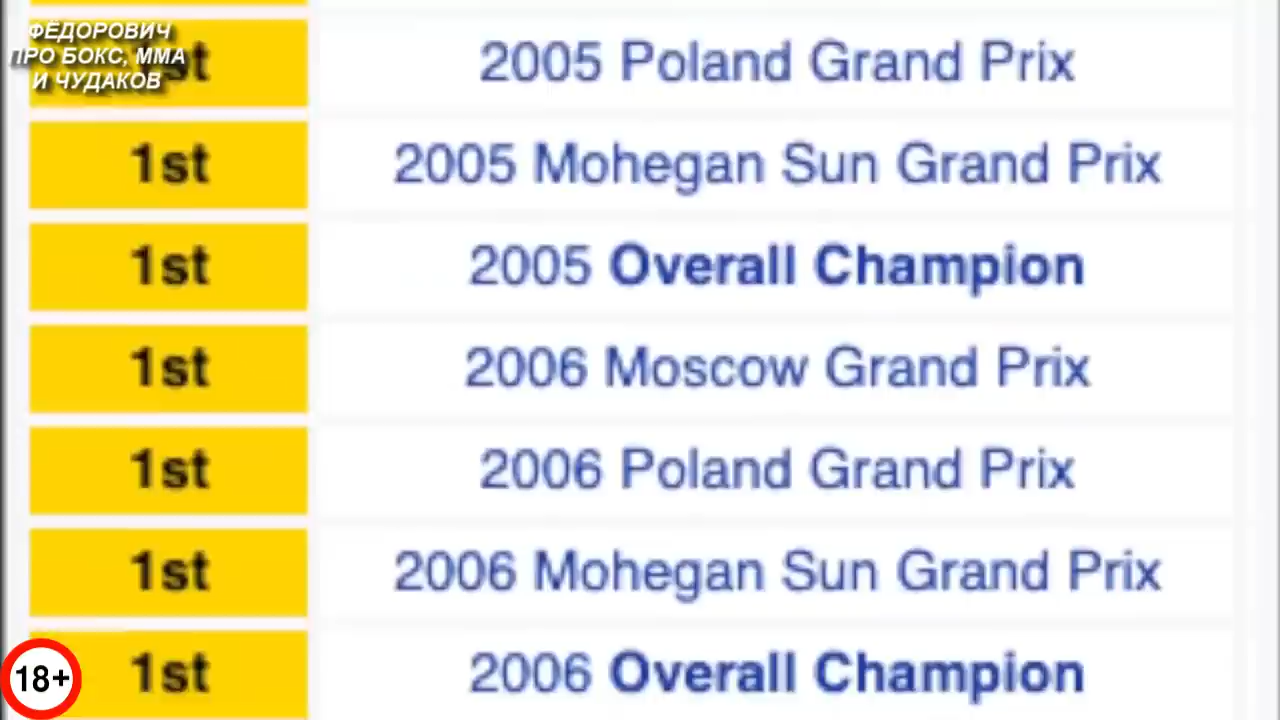 ФЁДОРОВИЧ
ПРО БОКС, ММА
И ЧУДАКОВ
1st 2005 Poland Grand Prix
1st 2005 Mohegan Sun Grand Prix
1st 2005 Overall Champion
1st 2006 Moscow Grand Prix
1st 2006 Poland Grand Prix
1st 2006 Mohegan Sun Grand Prix
1st 2006 Overall Champion
18+